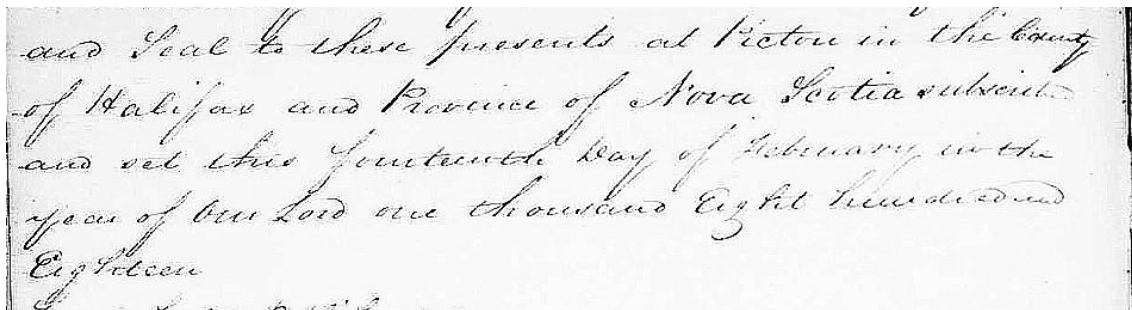 and Seal to these presents at Pictou in the County
of Halifax and Province of Nova Scotia subscribed
and set this fourteenth Day of February in the
year of Our Lord one thousand Eight hundred and
Eighteen